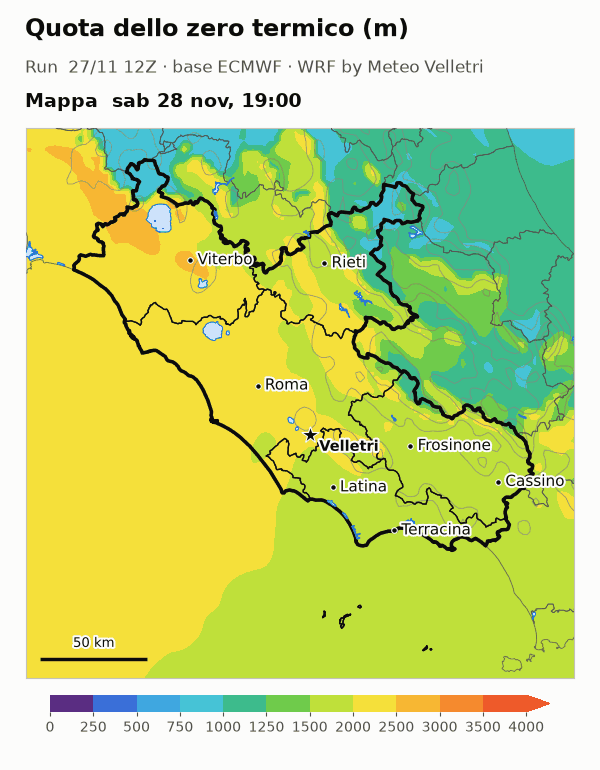 Quota dello zero termico (m)
Run  27/11 12Z · base ECMWF · WRF by Meteo Velletri
Mappa  sab 28 nov, 19:00
Viterbo
Rieti
Roma
Velletri
Frosinone
Latina
Cassino
Terracina
50 km
0 250 500 750 1000 1250 1500 2000 2500 3000 3500 4000